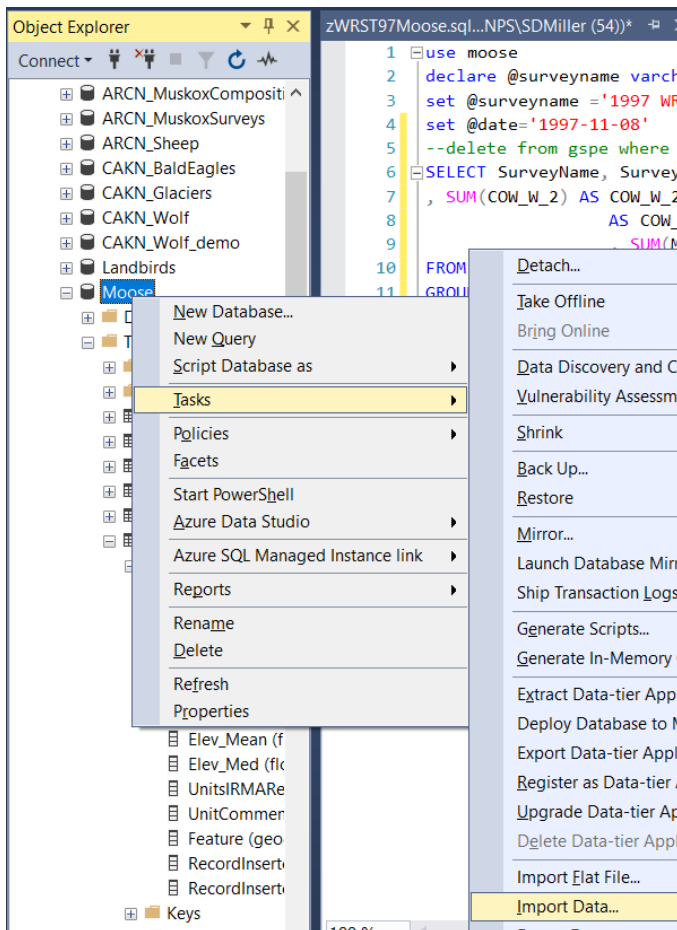 Object Explorer
Connect
ARCN_MuskoxCompositi
ARCN_MuskoxSurveys
ARCN_Sheep
CAKN_BaldEagles
CAKN_Glaciers
CAKN_Wolf
CAKN_Wolf_demo
Landbirds
Moose
D
T
New Database...
New Query
Script Database as
Tasks
Policies
Facets
Start PowerShell
Azure Data Studio
Azure SQL Managed Instance link
Reports
Rename
Delete
Refresh
Properties
Elev_Mean (f
Elev_Med (flo
UnitsIRMARe
UnitCommen
Feature (geo
RecordInserte
RecordInserte
Keys
zWRST97Moose.sql...NPS\SDMiller (54))*
1 use moose
2 declare @surveyname varch
3 set @surveyname ='1997 WR
4 set @date='1997-11-08'
5 --delete from gspe where
6 SELECT SurveyName, Survey
7 , SUM(COW_W_2) AS COW_W_2
8 AS COW_
9 , SUM(M
10 FROM
11 GROU
Detach...
Take Offline
Bring Online
Data Discovery and C
Vulnerability Assessm
Shrink
Back Up...
Restore
Mirror...
Launch Database Mirr
Ship Transaction Logs
Generate Scripts...
Generate In-Memory
Extract Data-tier App
Deploy Database to M
Export Data-tier Appl
Register as Data-tier
Upgrade Data-tier Ap
Delete Data-tier Appl
Import Flat File...
Import Data...